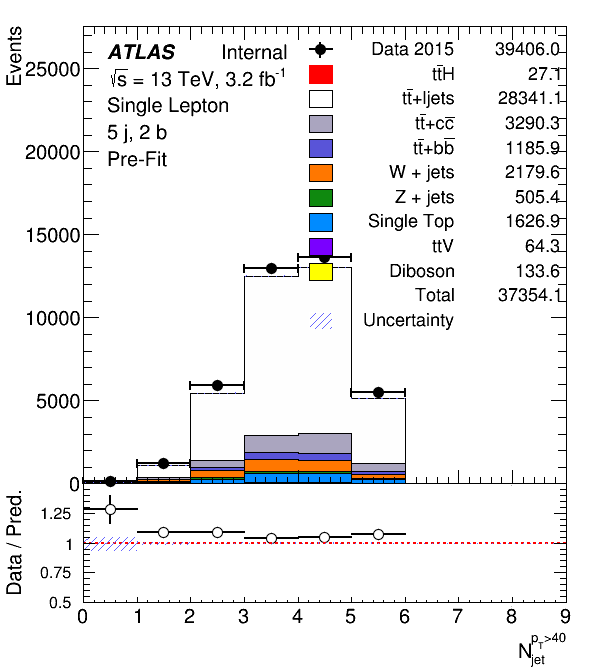 Events
ATLAS Internal
√s = 13 TeV, 3.2 fb⁻¹
Single Lepton
5 j, 2 b
Pre-Fit
Data 2015 39406.0
tt̄H 27.1
tt̄+ljets 28341.1
tt̄+cc̄ 3290.3
tt̄+bb̄ 1185.9
W + jets 2179.6
Z + jets 505.4
Single Top 1626.9
ttV 64.3
Diboson 133.6
Total 37354.1
Uncertainty
25000
20000
15000
10000
5000
0
Data / Pred.
1.25
1
0.75
0.5
0 1 2 3 4 5 6 7 8 9
N_jet^{p_T>40}